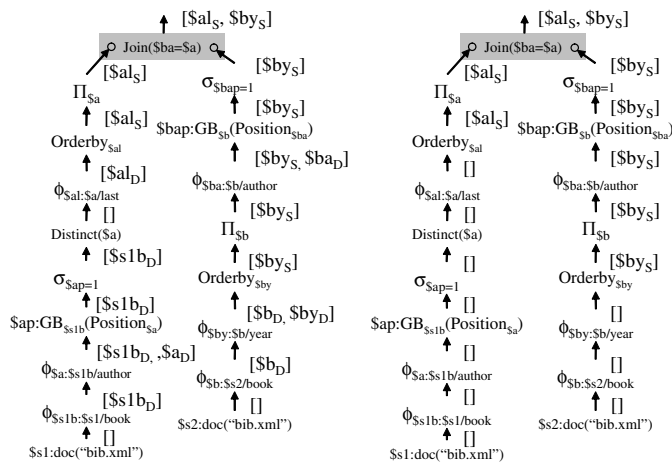 [$al_S, $by_S]
Join($ba=$a)
[$al_S]
[$by_S]
Π_$a
σ_$bap=1
[$al_S]
[$by_S]
Orderby_$al
$bap:GB_$b(Position_$ba)
[$al_D]
[$by_S, $ba_D]
ϕ_$al:$a/last
ϕ_$ba:$b/author
[]
[$by_S]
Distinct($a)
Π_$b
[$s1b_D]
[$by_S]
σ_$ap=1
Orderby_$by
[$s1b_D]
[$b_D, $by_D]
$ap:GB_$s1b(Position_$a)
ϕ_$by:$b/year
[$s1b_D, ,$a_D]
[$b_D]
ϕ_$a:$s1b/author
ϕ_$b:$s2/book
[$s1b_D]
[]
ϕ_$s1b:$s1/book
$s2:doc(“bib.xml”)
[]
$s1:doc(“bib.xml”)
[$al_S, $by_S]
Join($ba=$a)
[$al_S]
[$by_S]
Π_$a
σ_$bap=1
[$al_S]
[$by_S]
Orderby_$al
$bap:GB_$b(Position_$ba)
[]
[$by_S]
ϕ_$al:$a/last
ϕ_$ba:$b/author
[]
[$by_S]
Distinct($a)
Π_$b
[]
[$by_S]
σ_$ap=1
Orderby_$by
[]
[]
$ap:GB_$s1b(Position_$a)
ϕ_$by:$b/year
[]
[]
ϕ_$a:$s1b/author
ϕ_$b:$s2/book
[]
[]
ϕ_$s1b:$s1/book
$s2:doc(“bib.xml”)
[]
$s1:doc(“bib.xml”)